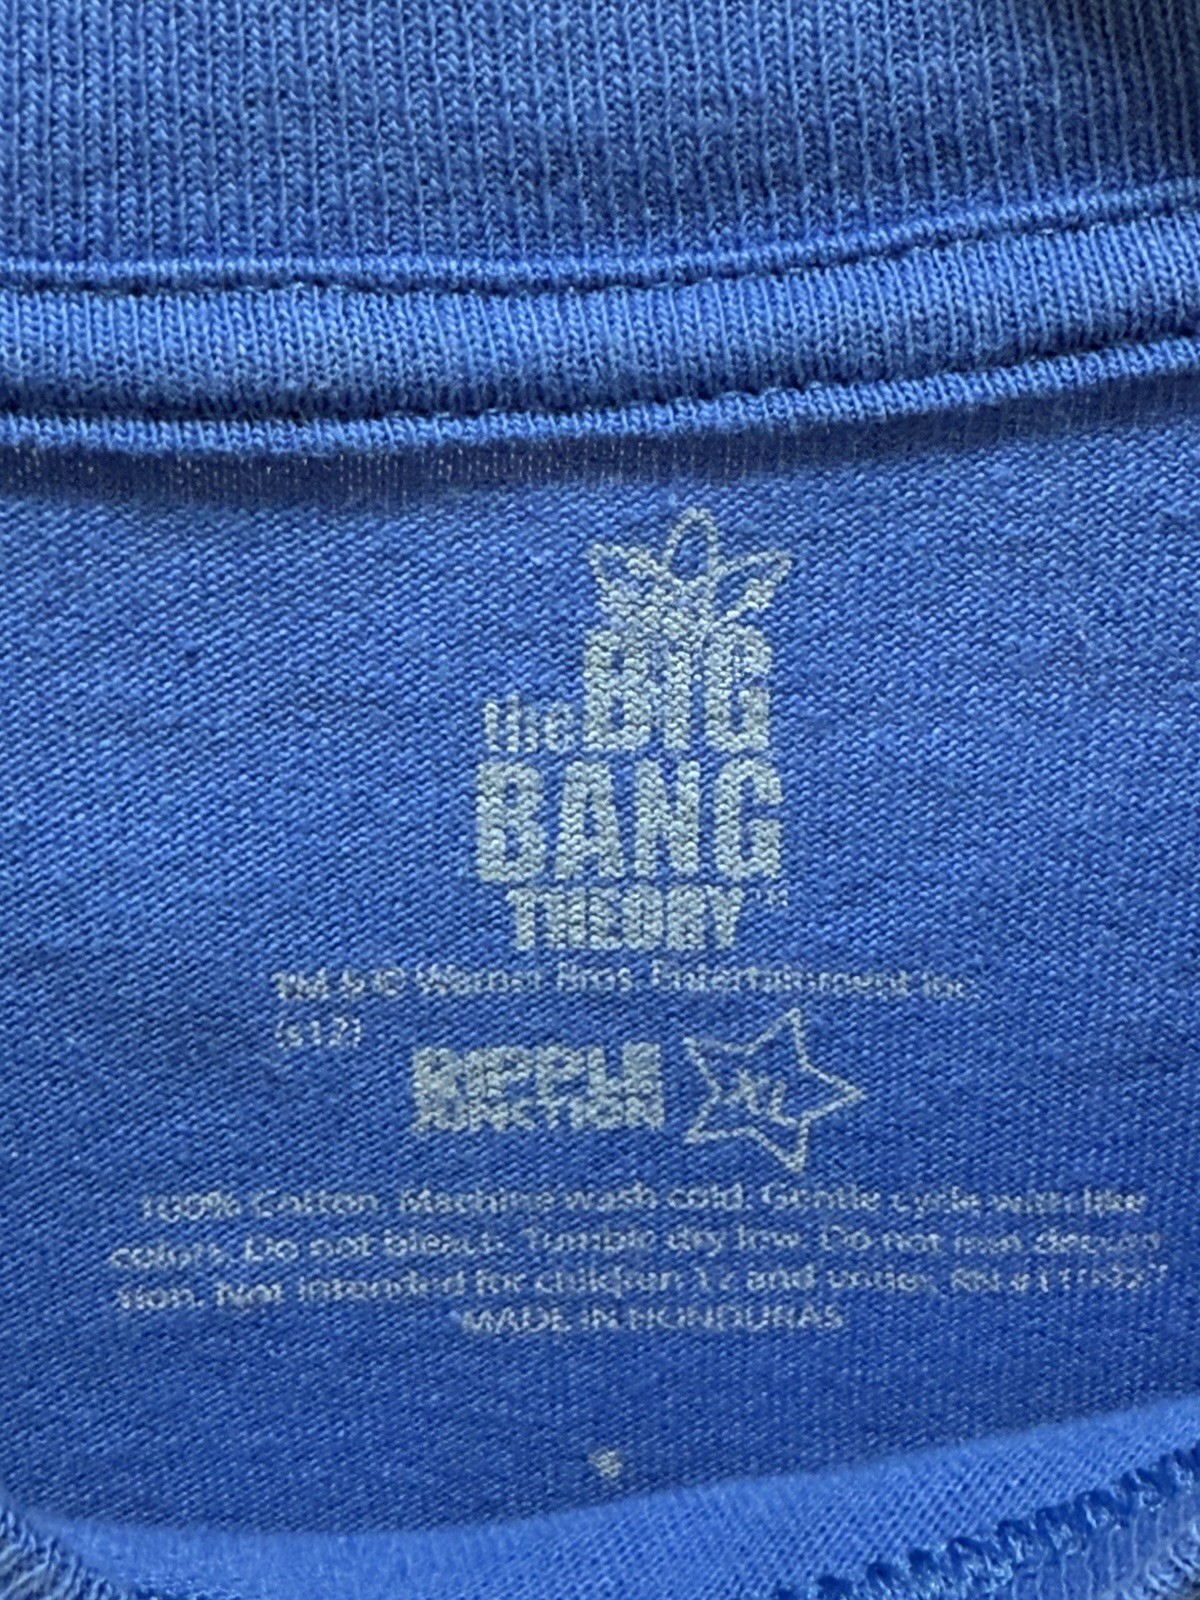 the BIG
BANG
THEORY™
TM & © Warner Bros. Entertainment Inc.
(s12)
RIPPLE
JUNCTION
XL
100% Cotton. Machine wash cold. Gentle cycle with like
colors. Do not bleach. Tumble dry low. Do not iron decora-
tion. Not intended for children 12 and under. RN #
MADE IN HONDURAS